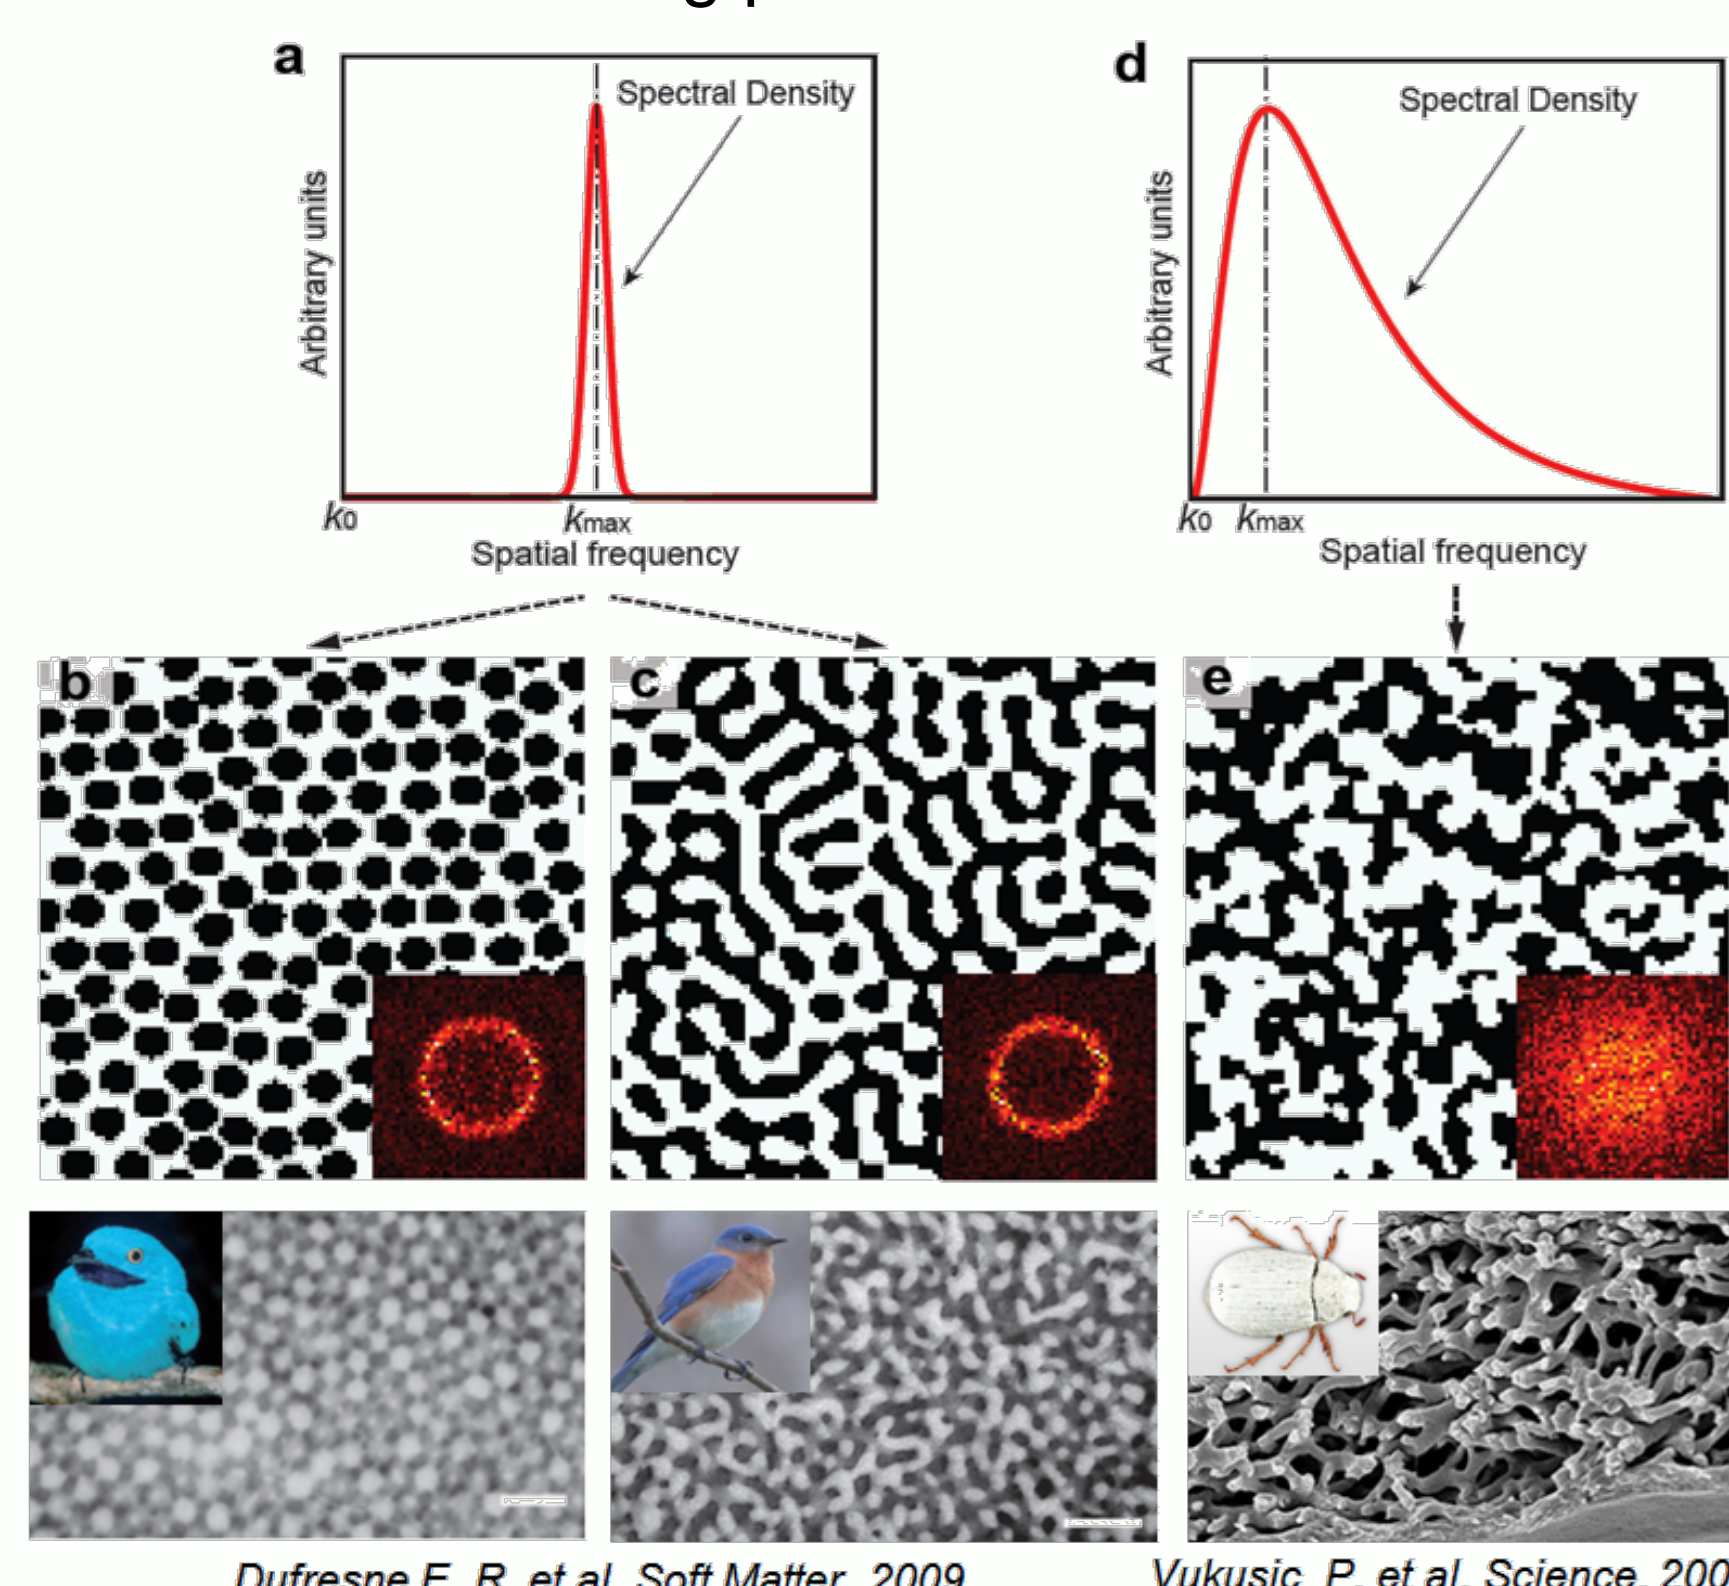 a
Spectral Density
Arbitrary units
k0
kmax
Spatial frequency
d
Spectral Density
Arbitrary units
k0
kmax
Spatial frequency
b
c
e
Dufresne E. R. et al. Soft Matter, 2009
Vukusic P. et al. Science,